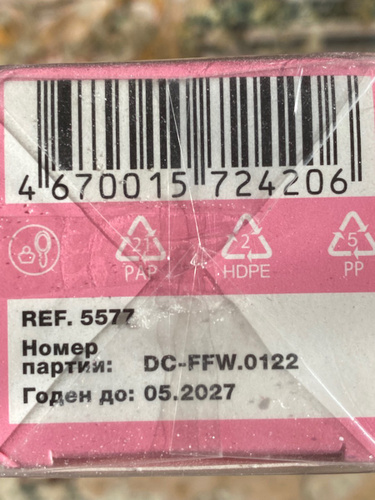 4 670015 724206
21 2 5
PAP HDPE PP
REF. 5577
Номер
партии: DC-FFW.0122
Годен до: 05.2027